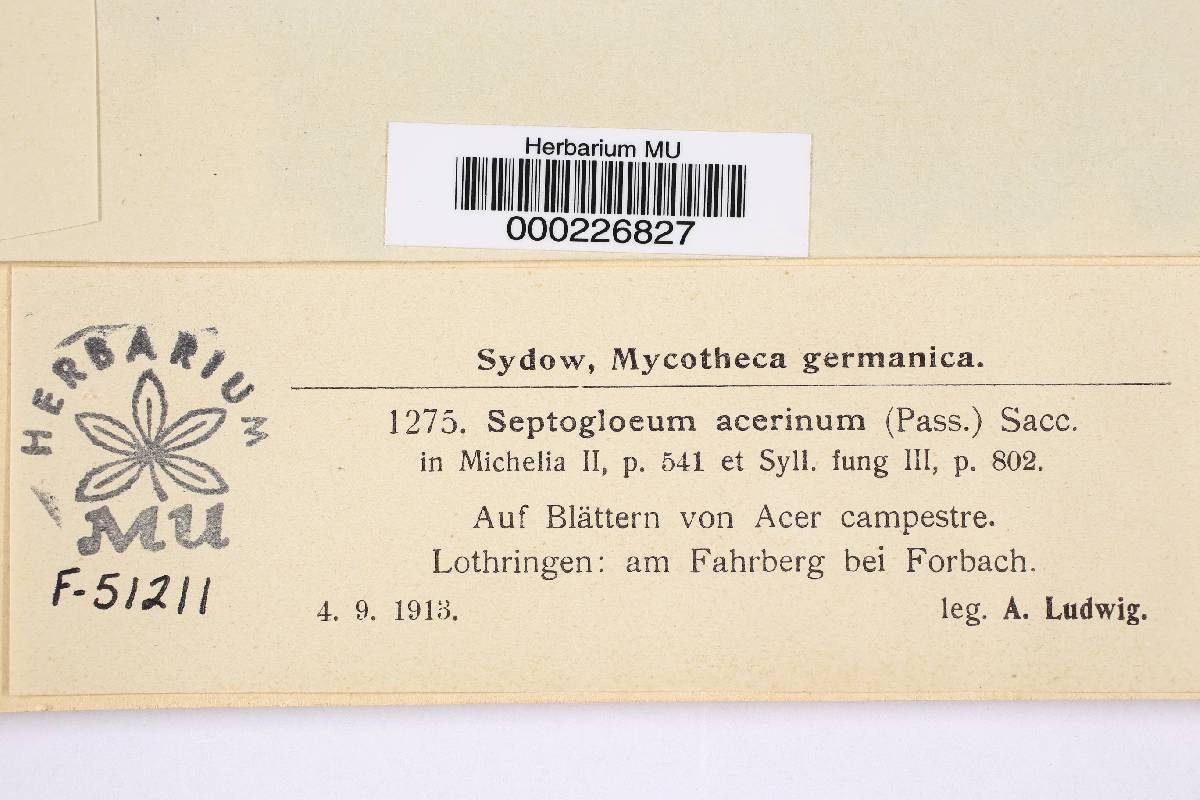 Herbarium MU
000226827
HERBARIUM
MU
F-51211
Sydow, Mycotheca germanica.
1275. Septogloeum acerinum (Pass.) Sacc.
in Michelia II, p. 541 et Syll. fung III, p. 802.
Auf Blättern von Acer campestre.
Lothringen: am Fahrberg bei Forbach.
4. 9. 1913. leg. A. Ludwig.